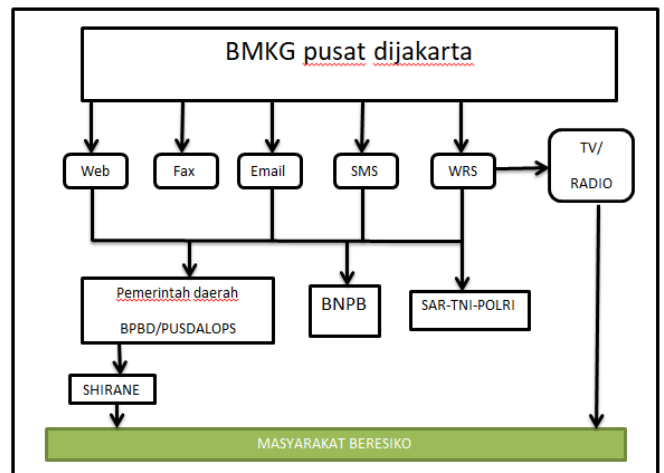 BMKG pusat dijakarta
Web
Fax
Email
SMS
WRS
TV/
RADIO
Pemerintah daerah
BPBD/PUSDALOPS
BNPB
SAR-TNI-POLRI
SHIRANE
MASYARAKAT BERESIKO